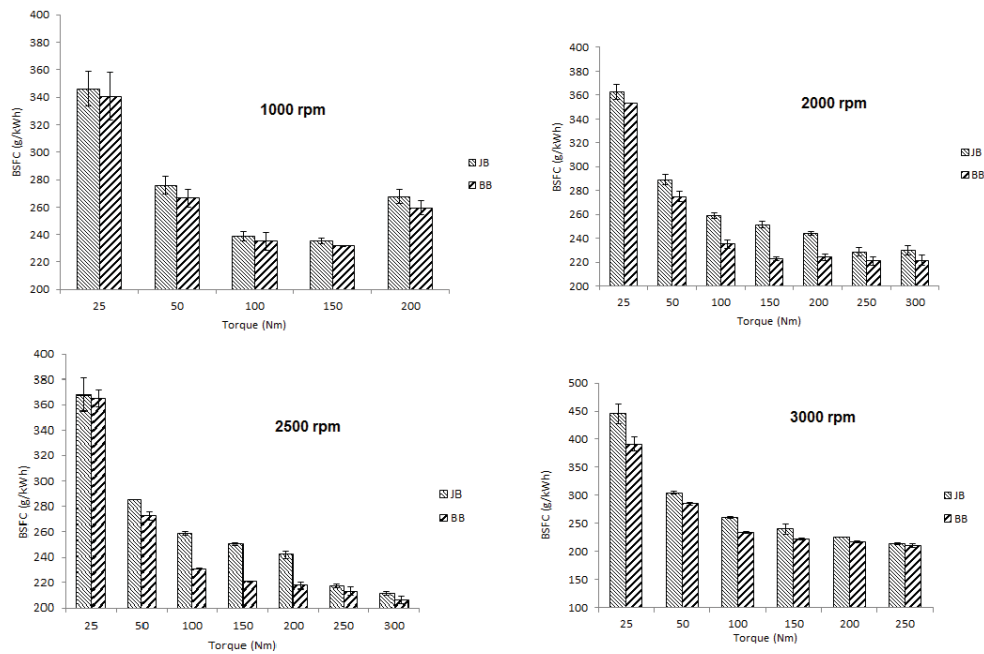 400
380
360
340
320
300
280
260
240
220
200
BSFC (g/kWh)
1000 rpm
JB
BB
25 50 100 150 200
Torque (Nm)
400
380
360
340
320
300
280
260
240
220
200
BSFC (g/kWh)
2000 rpm
JB
BB
25 50 100 150 200 250 300
Torque (Nm)
400
380
360
340
320
300
280
260
240
220
200
BSFC (g/kWh)
2500 rpm
JB
BB
25 50 100 150 200 250 300
Torque (Nm)
500
450
400
350
300
250
200
150
100
BSFC (g/kWh)
3000 rpm
JB
BB
25 50 100 150 200 250
Torque (Nm)